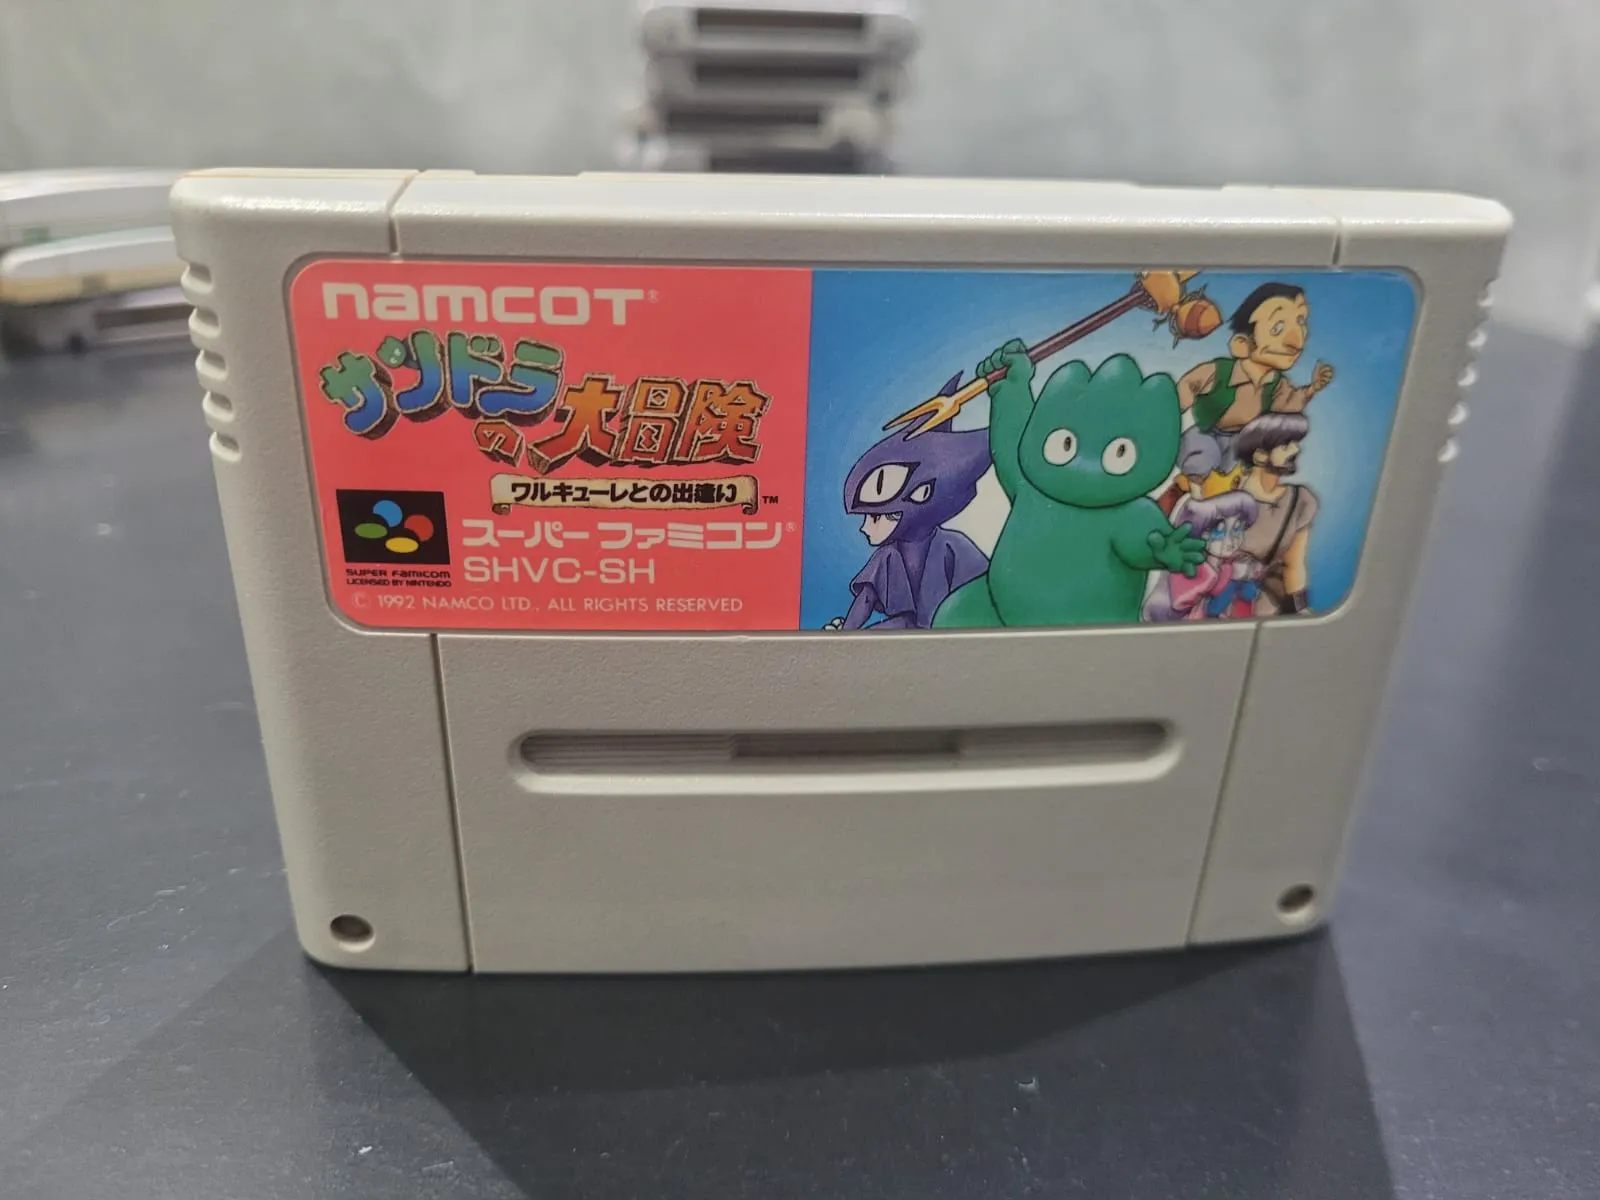 namcoT®
サンドラ
の大冒険
ワルキューレとの出逢い ™
スーパーファミコン®
SHVC-SH
SUPER FAMICOM
LICENSED BY NINTENDO
© 1992 NAMCO LTD., ALL RIGHTS RESERVED